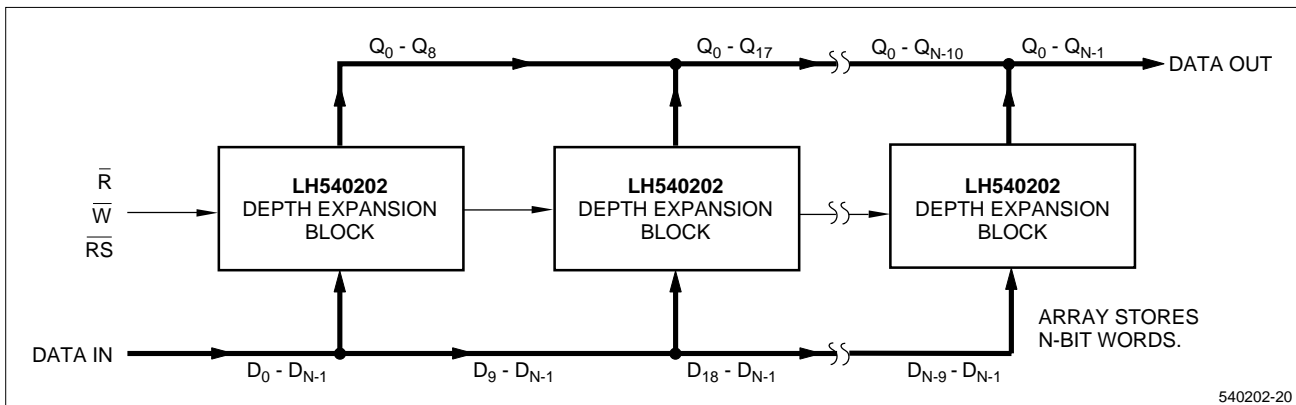 Q0 - Q8
Q0 - Q17
Q0 - QN-10
Q0 - QN-1
DATA OUT
R̅
W̅
R̅S̅
LH540202
DEPTH EXPANSION
BLOCK
LH540202
DEPTH EXPANSION
BLOCK
LH540202
DEPTH EXPANSION
BLOCK
ARRAY STORES
N-BIT WORDS.
DATA IN
D0 - DN-1
D9 - DN-1
D18 - DN-1
DN-9 - DN-1
540202-20